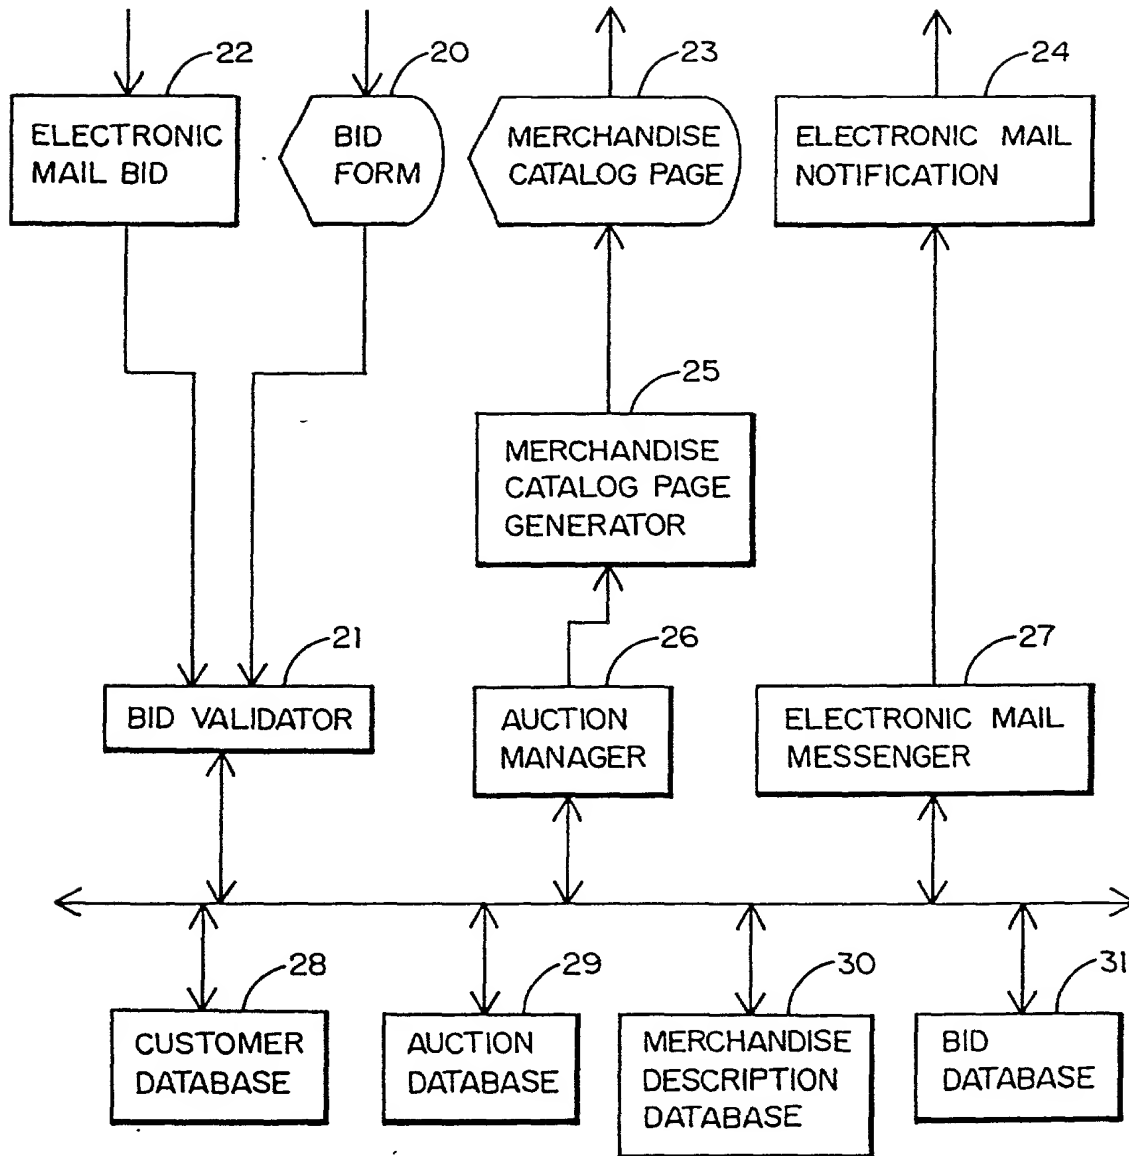 22
20
23
24
ELECTRONIC
MAIL BID
BID
FORM
MERCHANDISE
CATALOG PAGE
ELECTRONIC MAIL
NOTIFICATION
25
MERCHANDISE
CATALOG PAGE
GENERATOR
21
26
27
BID VALIDATOR
AUCTION
MANAGER
ELECTRONIC MAIL
MESSENGER
28
29
30
31
CUSTOMER
DATABASE
AUCTION
DATABASE
MERCHANDISE
DESCRIPTION
DATABASE
BID
DATABASE